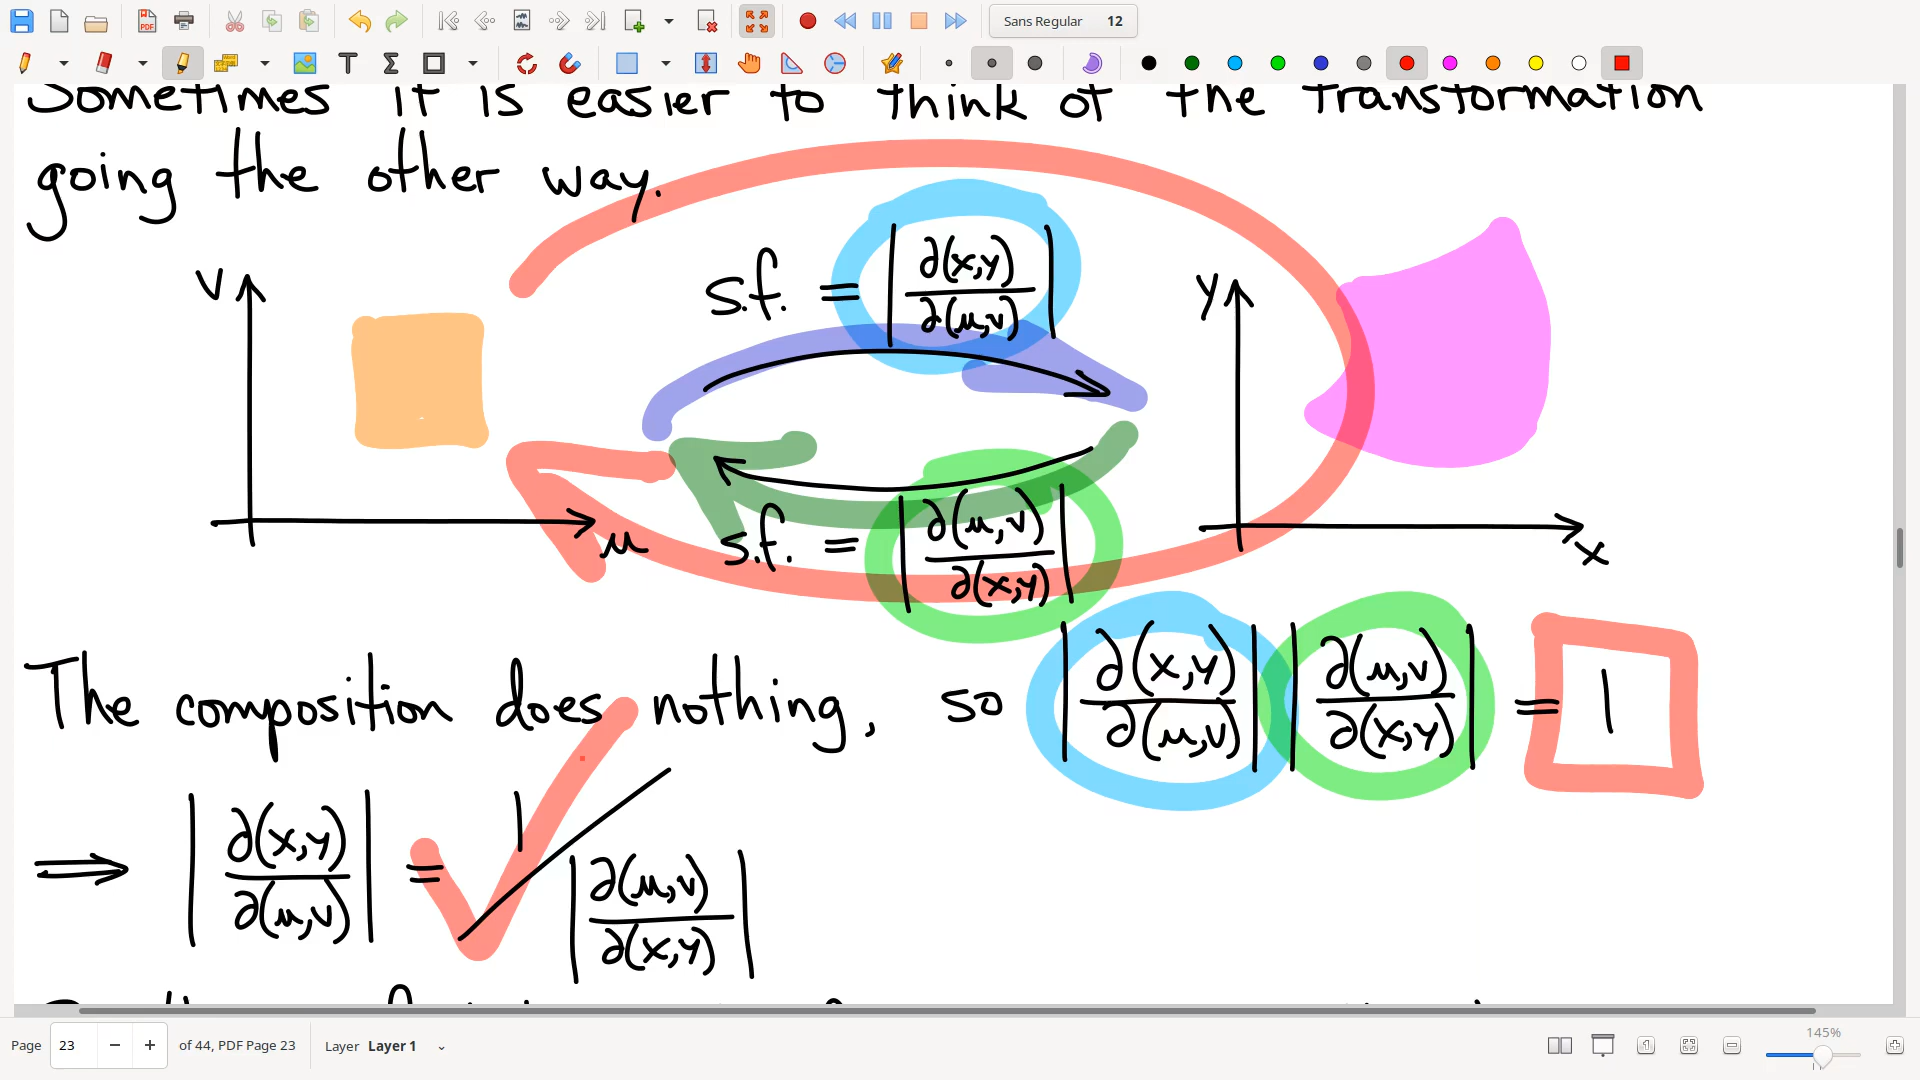 Sans Regular 12
Sometimes it is easier to think of the transformation
going the other way.
s.f. = |∂(x,y)/∂(u,v)|
v
y
u
s.f. = |∂(u,v)/∂(x,y)|
x
The composition does nothing, so |∂(x,y)/∂(u,v)| |∂(u,v)/∂(x,y)| = 1
⟹ |∂(x,y)/∂(u,v)| = 1 / |∂(u,v)/∂(x,y)|
Page 23 of 44, PDF Page 23 Layer Layer 1 145%